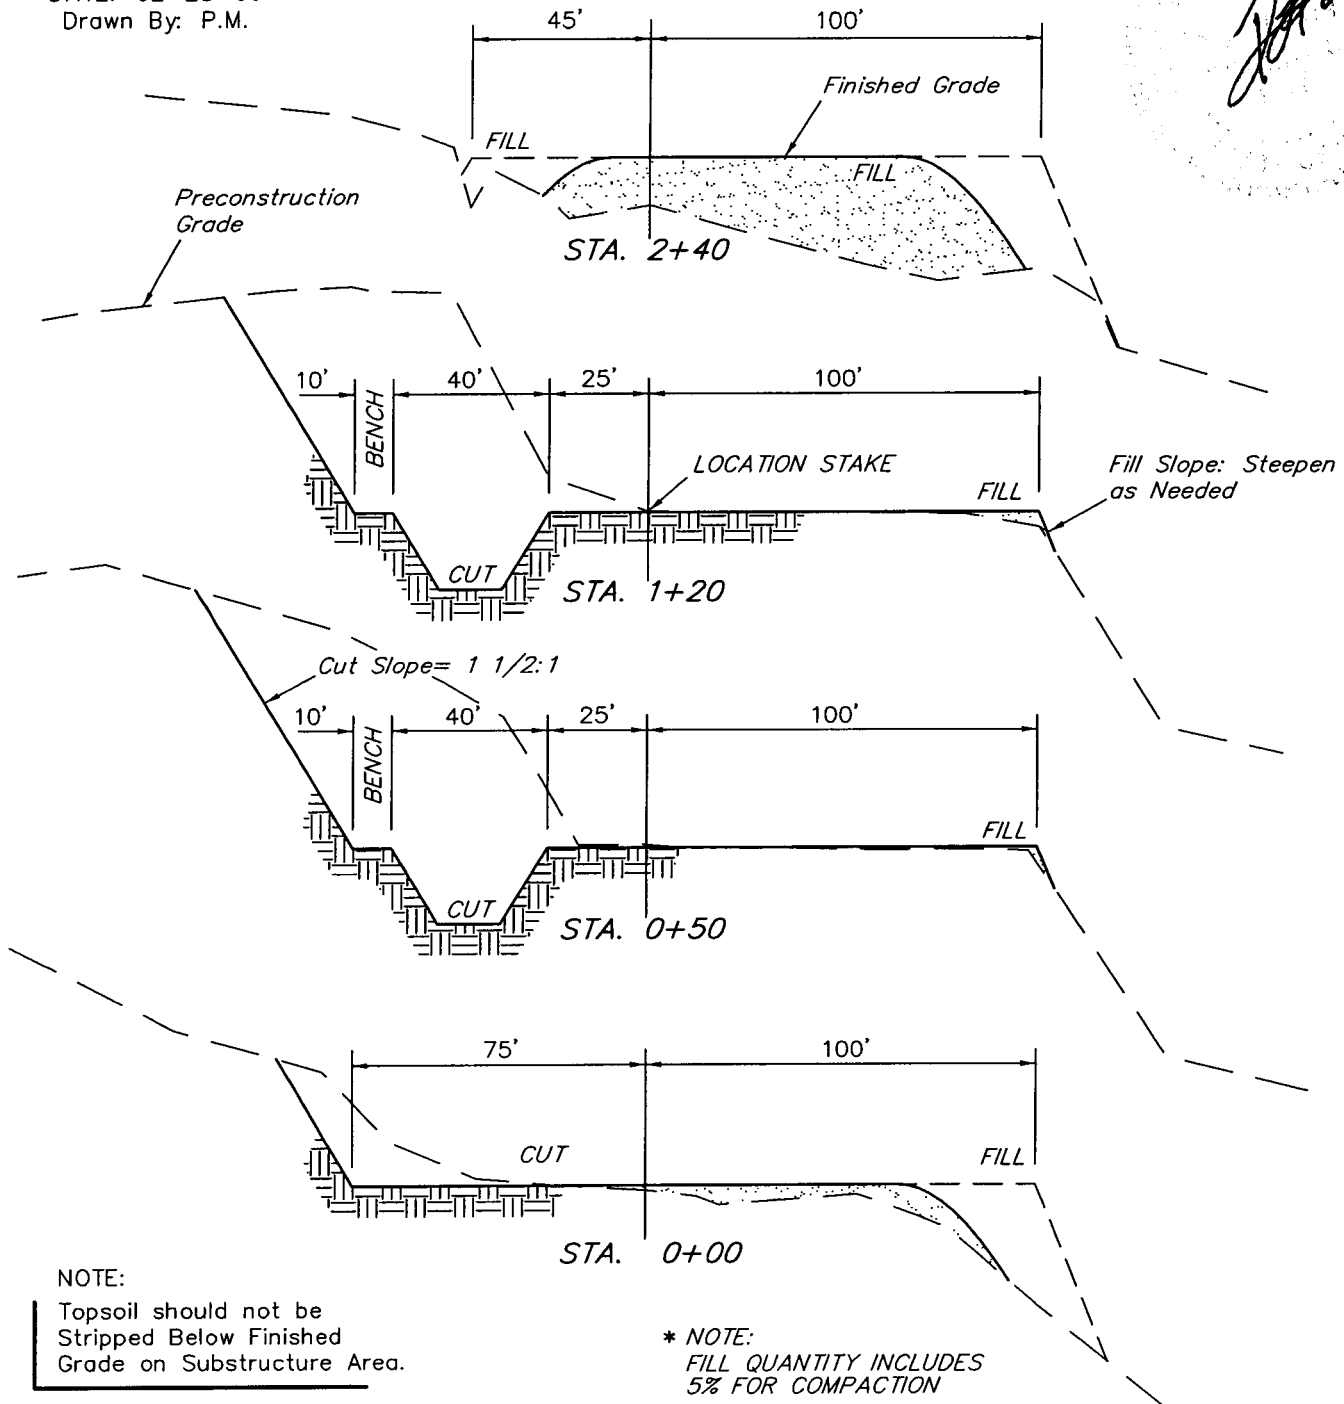 Drawn By: P.M.
45' 100'
Finished Grade
FILL
FILL
Preconstruction
Grade
STA. 2+40
10' BENCH 40' 25' 100'
LOCATION STAKE
FILL
Fill Slope: Steepen
as Needed
CUT
STA. 1+20
Cut Slope= 1 1/2:1
10' BENCH 40' 25' 100'
FILL
CUT
STA. 0+50
75' 100'
CUT
FILL
STA. 0+00
NOTE:
Topsoil should not be
Stripped Below Finished
Grade on Substructure Area.
* NOTE:
FILL QUANTITY INCLUDES
5% FOR COMPACTION